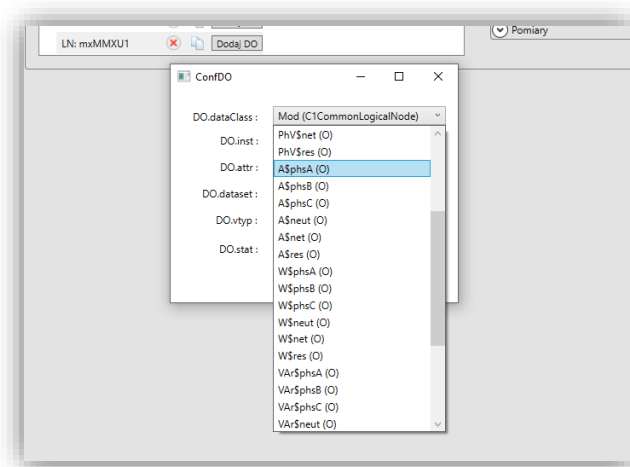 Pomiary
LN: mxMMXU1
Dodaj DO
ConfDO
DO.dataClass :
Mod (C1CommonLogicalNode)
DO.inst :
DO.attr :
DO.dataset :
DO.vtyp :
DO.stat :
PhV$net (O)
PhV$res (O)
A$phsA (O)
A$phsB (O)
A$phsC (O)
A$neut (O)
A$net (O)
A$res (O)
W$phsA (O)
W$phsB (O)
W$phsC (O)
W$neut (O)
W$net (O)
W$res (O)
VAr$phsA (O)
VAr$phsB (O)
VAr$phsC (O)
VAr$neut (O)